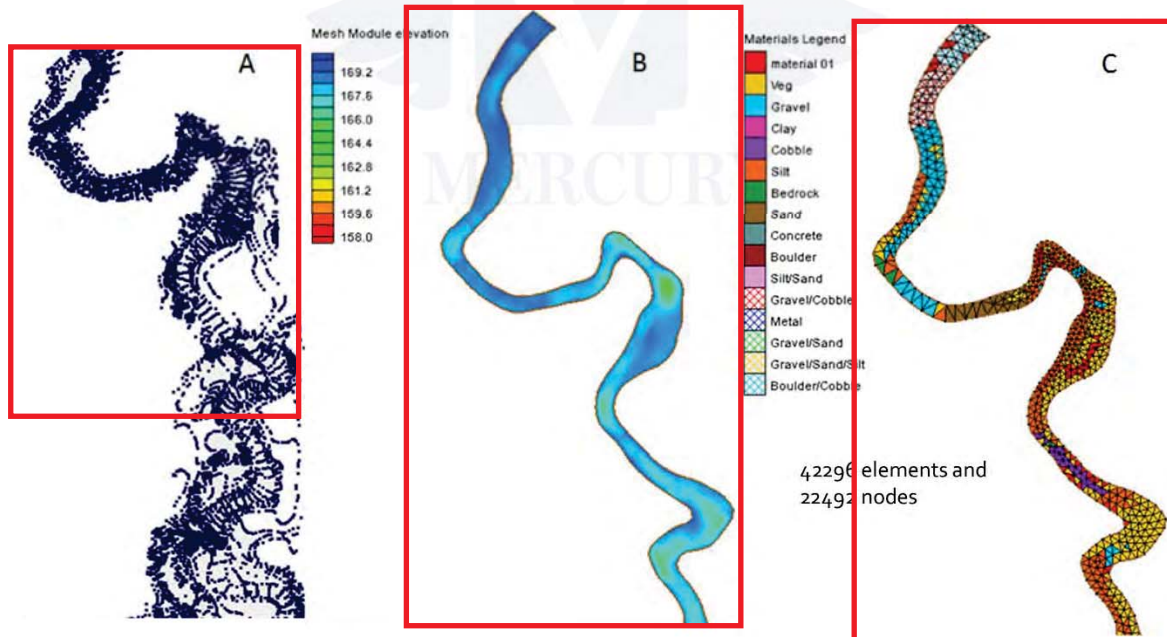 A
Mesh Module elevation
169.2
167.6
166.0
164.4
162.8
161.2
159.6
158.0
B
MERCURY
Materials Legend
material 01
Veg
Gravel
Clay
Cobble
Silt
Bedrock
Sand
Concrete
Boulder
Silt/Sand
Gravel/Cobble
Metal
Gravel/Sand
Gravel/Sand/Silt
Boulder/Cobble
C
42296 elements and
22492 nodes